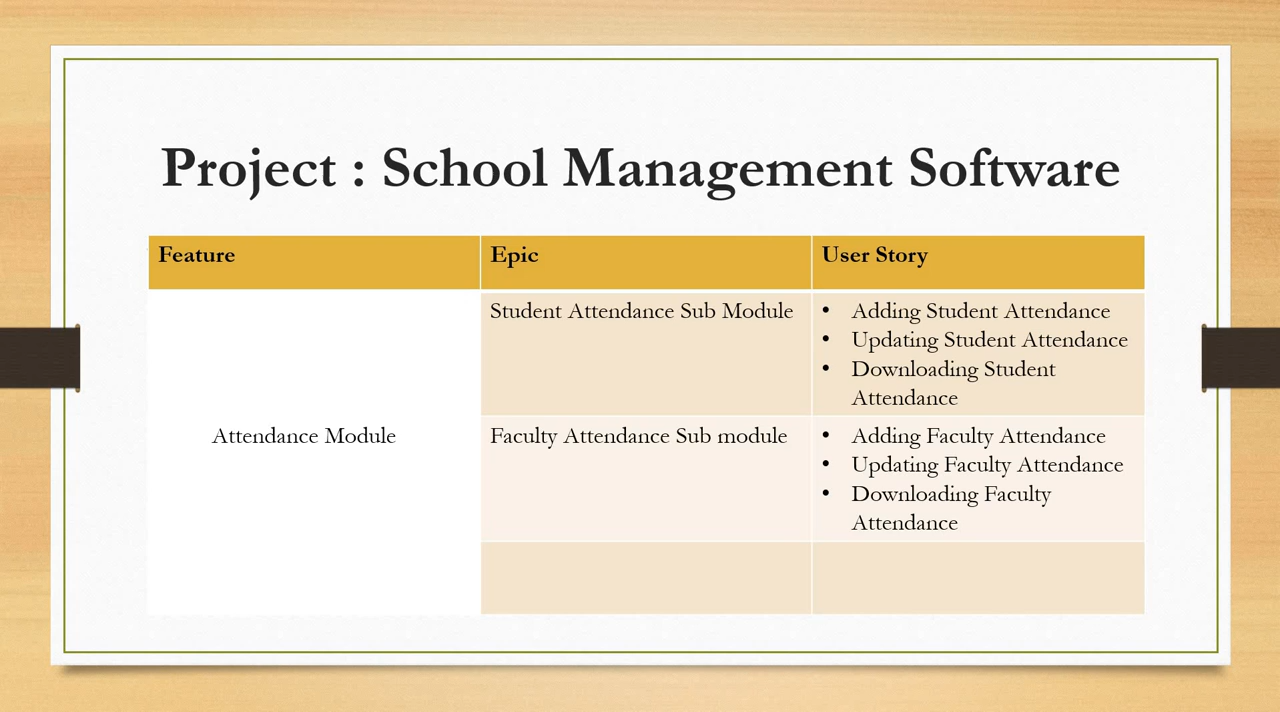 Project : School Management Software
Feature
Epic
User Story
Attendance Module
Student Attendance Sub Module
• Adding Student Attendance
• Updating Student Attendance
• Downloading Student
Attendance
Faculty Attendance Sub module
• Adding Faculty Attendance
• Updating Faculty Attendance
• Downloading Faculty
Attendance